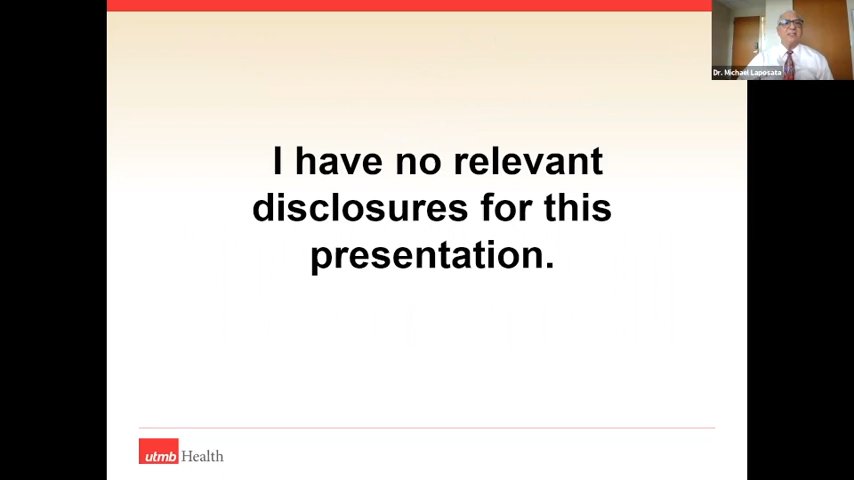 Dr. Michael Laposata
I have no relevant
disclosures for this
presentation.
utmb Health